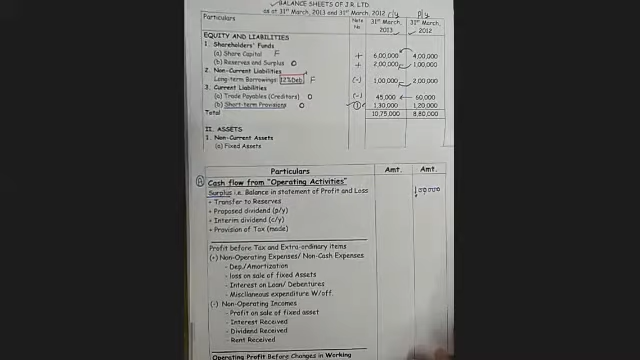 BALANCE SHEETS OF J.R. LTD.
as at 31st March, 2013 and 31st March, 2012
c/y p/y
Particulars Note No. 31st March, 2013 31st March, 2012
EQUITY AND LIABILITIES
1. Shareholders' Funds
(a) Share Capital F + 6,00,000 4,00,000
(b) Reserves and Surplus O + 2,00,000 1,00,000
2. Non-Current Liabilities
Long-term Borrowings: 12% Deb. F (-) 1,00,000 2,00,000
3. Current Liabilities
(a) Trade Payables (Creditors) O (-) 45,000 60,000
(b) Short-term Provisions O 1 1,30,000 1,20,000
Total 10,75,000 8,80,000
II. ASSETS
1. Non-Current Assets
(a) Fixed Assets
Particulars Amt. Amt.
(A) Cash flow from "Operating Activities"
Surplus i.e. Balance in statement of Profit and Loss 1,00,000
+ Transfer to Reserves
+ Proposed dividend (p/y)
+ Interim dividend (c/y)
+ Provision of Tax (made)
Profit before Tax and Extra-ordinary items
(+) Non-Operating Expenses/ Non-Cash Expenses
- Dep./Amortization
- loss on sale of fixed Assets
- Interest on Loan/ Debentures
- Miscllaneous expenditure W/off.
(-) Non-Operating Incomes
- Profit on sale of fixed asset
- Interest Received
- Dividend Received
- Rent Received
Operating Profit Before Changes in Working